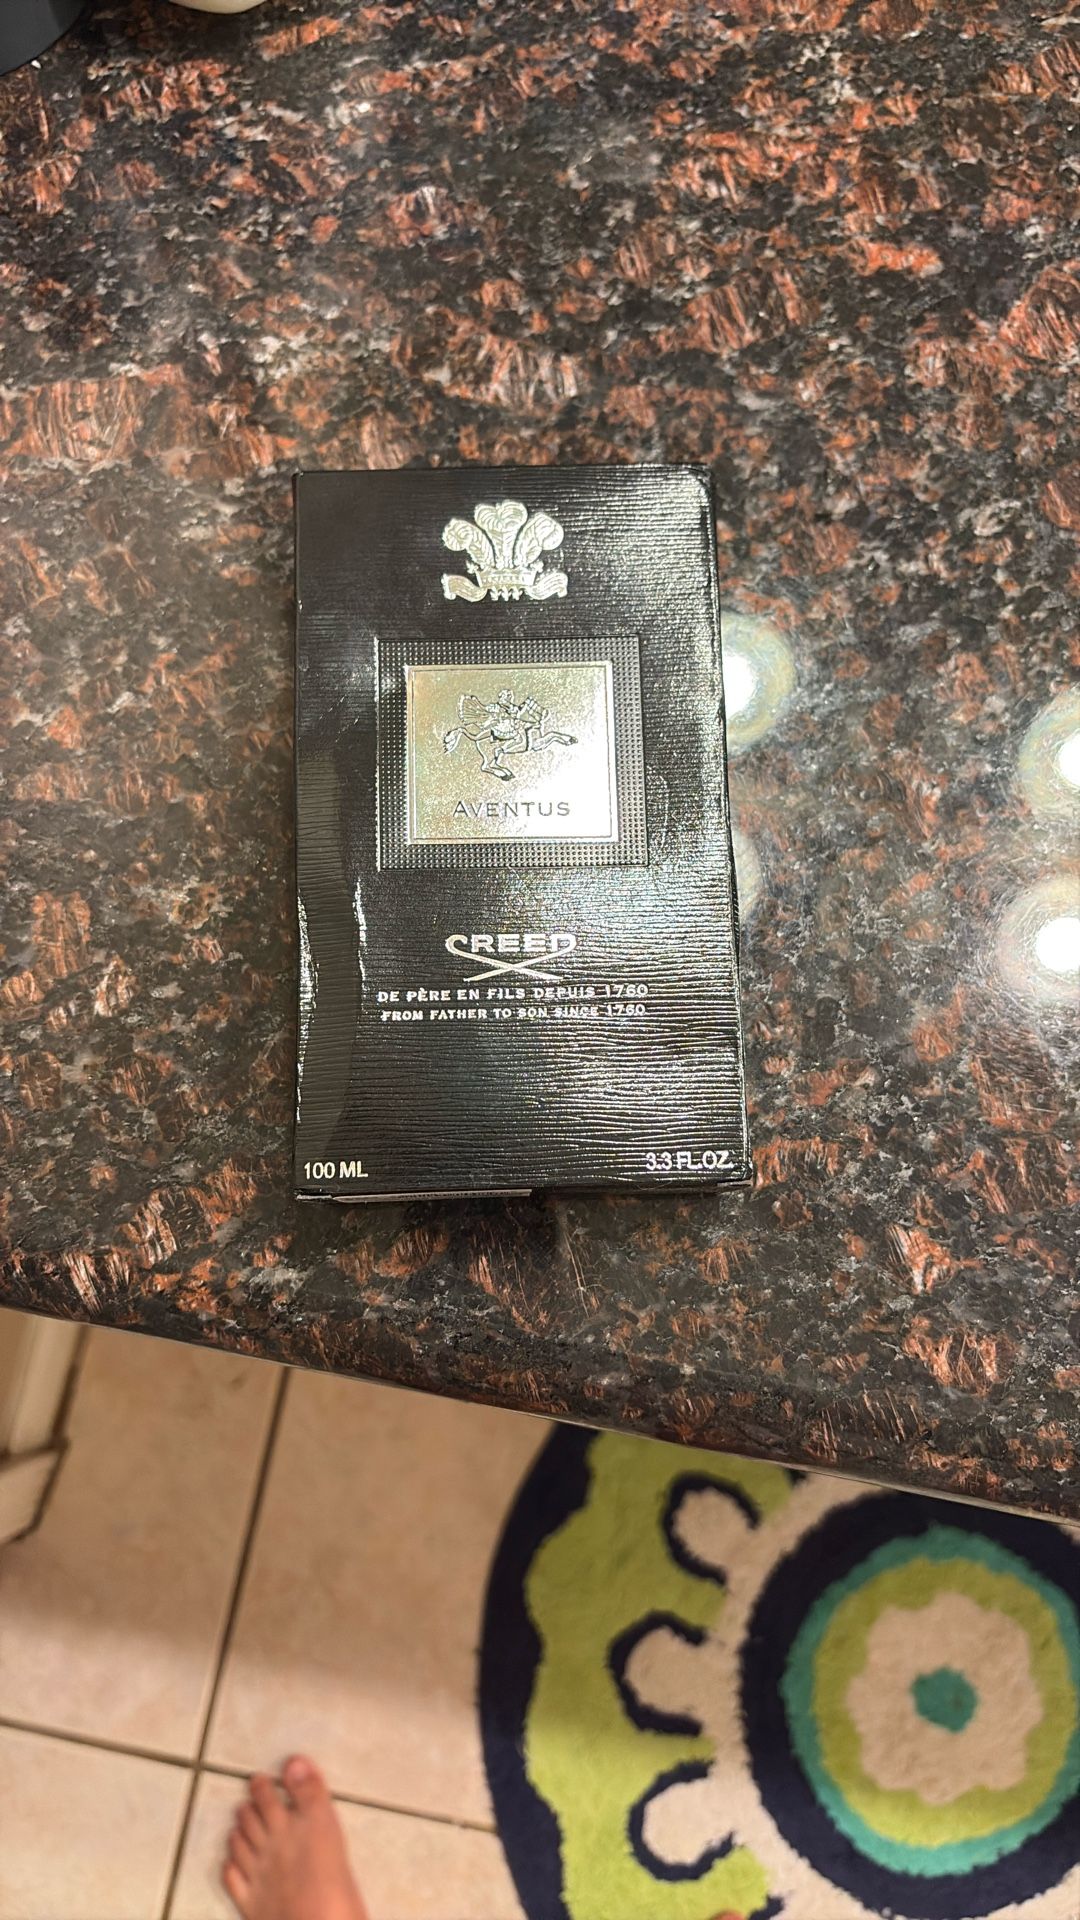 AVENTUS
CREED
DE PÈRE EN FILS DEPUIS 1760
FROM FATHER TO SON SINCE 1760
100 ML
3.3 FL.OZ.